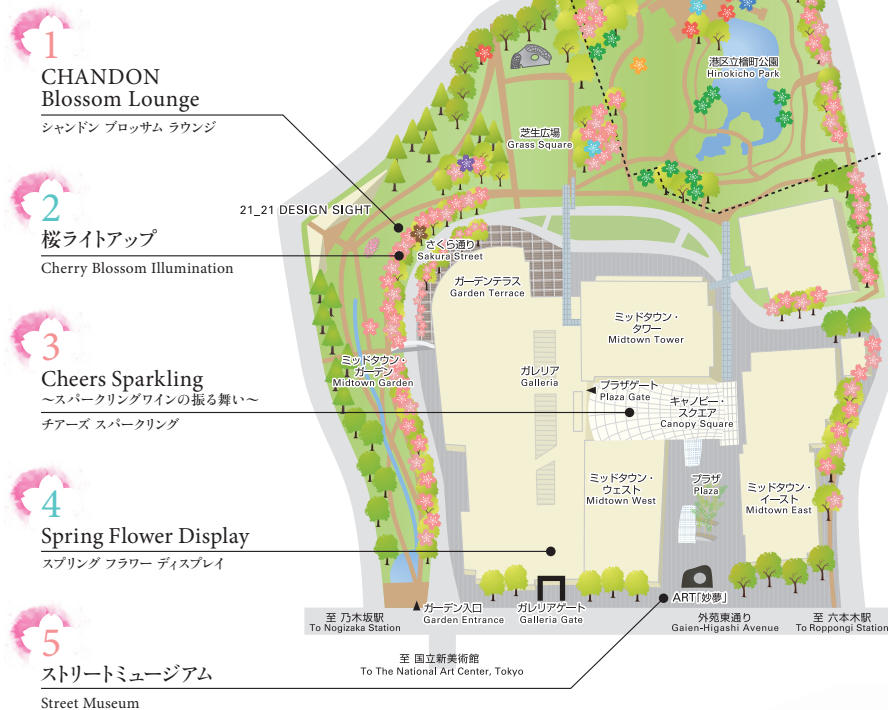 1
CHANDON
Blossom Lounge
シャンドン ブロッサム ラウンジ
2
桜ライトアップ
Cherry Blossom Illumination
3
Cheers Sparkling
～スパークリングワインの振る舞い～
チアーズ スパークリング
4
Spring Flower Display
スプリング フラワー ディスプレイ
5
ストリートミュージアム
Street Museum
港区立檜町公園
Hinokicho Park
芝生広場
Grass Square
21_21 DESIGN SIGHT
さくら通り
Sakura Street
ガーデンテラス
Garden Terrace
ミッドタウン・
タワー
Midtown Tower
ミッドタウン・
ガーデン
Midtown Garden
ガレリア
Galleria
プラザゲート
Plaza Gate
キャノピー・
スクエア
Canopy Square
ミッドタウン・
ウェスト
Midtown West
プラザ
Plaza
ミッドタウン・
イースト
Midtown East
ART「妙夢」
至 乃木坂駅
To Nogizaka Station
ガーデン入口
Garden Entrance
ガレリアゲート
Galleria Gate
外苑東通り
Gaien-Higashi Avenue
至 六本木駅
To Roppongi Station
至 国立新美術館
To The National Art Center, Tokyo